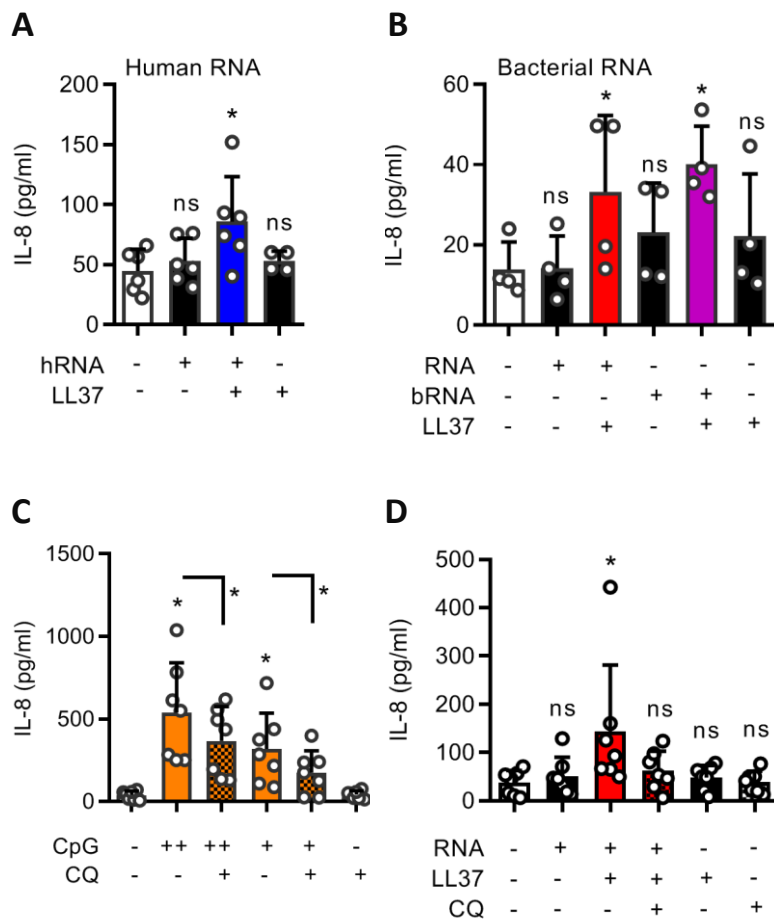 A
Human RNA
IL-8 (pg/ml)
200
150
100
50
0
ns
*
ns
hRNA - + + -
LL37 - - + +
B
Bacterial RNA
IL-8 (pg/ml)
60
40
20
0
ns
*
ns
*
ns
RNA - + + - - -
bRNA - - - + + -
LL37 - - + - + +
C
IL-8 (pg/ml)
1500
1000
500
0
*
*
*
*
CpG - ++ ++ + + -
CQ - - + - + +
D
IL-8 (pg/ml)
500
400
300
200
100
0
ns
*
ns
ns
ns
RNA - + + + - -
LL37 - - + + + -
CQ - - - + - +